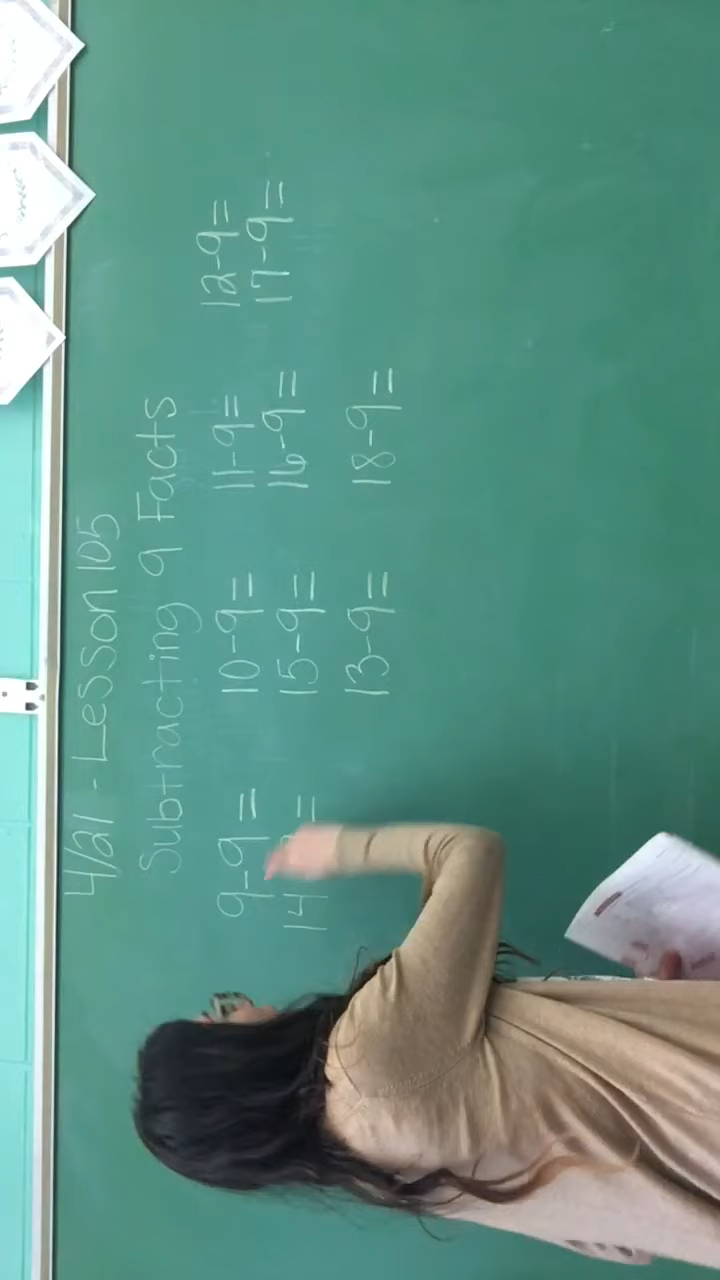 4/21 - Lesson 105
Subtracting 9 Facts
9-9= 10-9= 11-9= 12-9=
14 = 15-9= 16-9= 17-9=
13-9= 18-9=